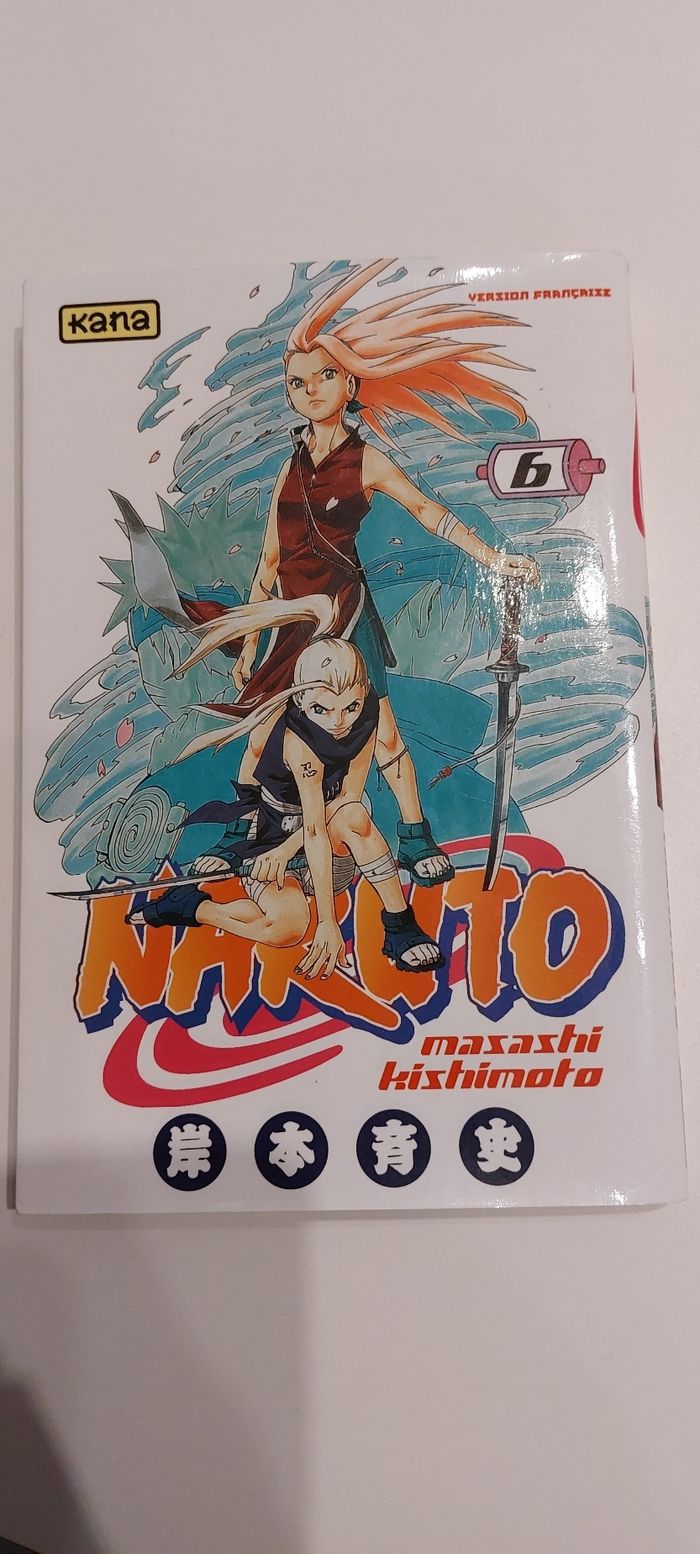 Kana
VERSION FRANÇAISE
6
NARUTO
masashi
kishimoto
岸本斉史